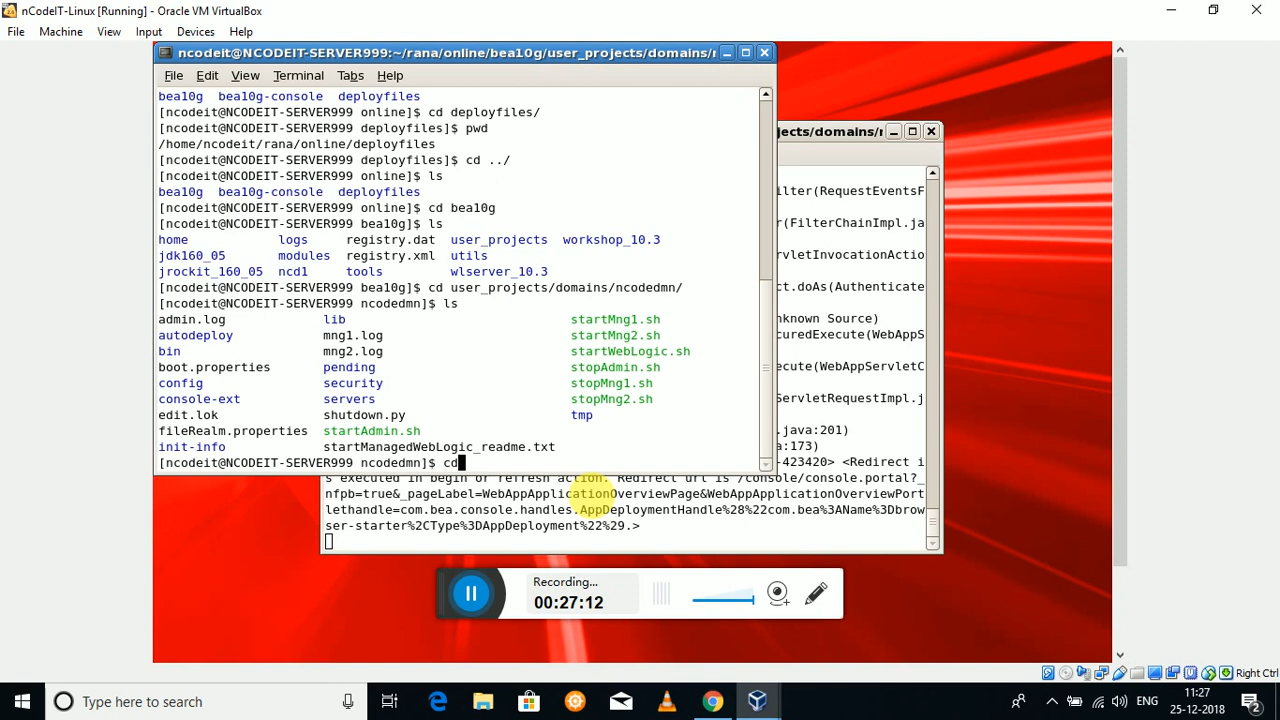 nCodeIT-Linux [Running] - Oracle VM VirtualBox
File Machine View Input Devices Help
ncodeit@NCODEIT-SERVER999:~/rana/online/bea10g/user_projects/domains/r
File Edit View Terminal Tabs Help
bea10g bea10g-console deployfiles
[ncodeit@NCODEIT-SERVER999 online]$ cd deployfiles/
[ncodeit@NCODEIT-SERVER999 deployfiles]$ pwd
/home/ncodeit/rana/online/deployfiles
[ncodeit@NCODEIT-SERVER999 deployfiles]$ cd ../
[ncodeit@NCODEIT-SERVER999 online]$ ls
bea10g bea10g-console deployfiles
[ncodeit@NCODEIT-SERVER999 online]$ cd bea10g
[ncodeit@NCODEIT-SERVER999 bea10g]$ ls
home logs registry.dat user_projects workshop_10.3
jdk160_05 modules registry.xml utils
jrockit_160_05 ncd1 tools wlserver_10.3
[ncodeit@NCODEIT-SERVER999 bea10g]$ cd user_projects/domains/ncodedmn/
[ncodeit@NCODEIT-SERVER999 ncodedmn]$ ls
admin.log lib startMng1.sh
autodeploy mng1.log startMng2.sh
bin mng2.log startWebLogic.sh
boot.properties pending stopAdmin.sh
config security stopMng1.sh
console-ext servers stopMng2.sh
edit.lok shutdown.py tmp
fileRealm.properties startAdmin.sh
init-info startManagedWebLogic_readme.txt
[ncodeit@NCODEIT-SERVER999 ncodedmn]$ cd
jects/domains/r
ilter(RequestEventsF
r(FilterChainImpl.ja
rvletInvocationActio
ct.doAs(Authenticate
nknown Source)
curedExecute(WebAppS
ecute(WebAppServletC
ServletRequestImpl.j
.java:201)
a:173)
-423420> <Redirect i
s executed in begin or refresh action. Redirect url is /console/console.portal?_
nfpb=true&_pageLabel=WebAppApplicationOverviewPage&WebAppApplicationOverviewPort
lethandle=com.bea.console.handles.AppDeploymentHandle%28%22com.bea%3AName%3Dbrow
ser-starter%2CType%3DAppDeployment%22%29.>
Recording...
00:27:12
Right Ctrl
Type here to search
ENG
11:27
25-12-2018
2